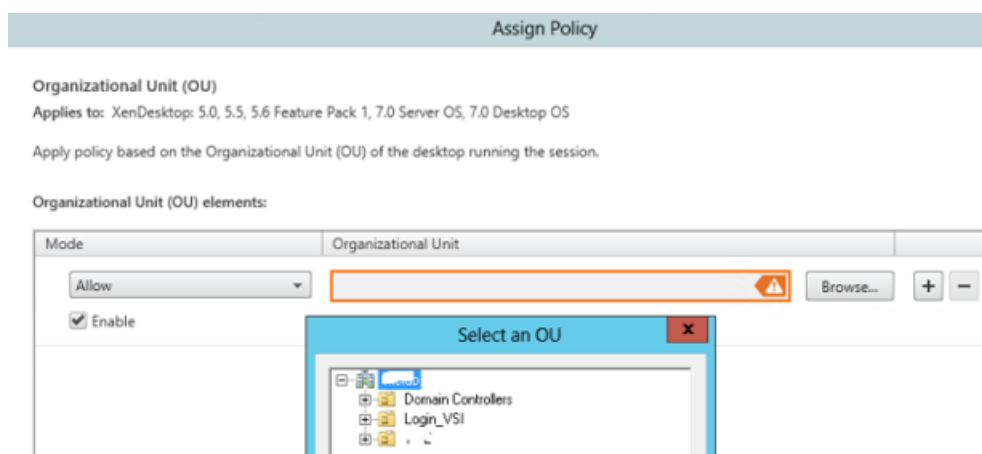 Assign Policy
Organizational Unit (OU)
Applies to: XenDesktop: 5.0, 5.5, 5.6 Feature Pack 1, 7.0 Server OS, 7.0 Desktop OS
Apply policy based on the Organizational Unit (OU) of the desktop running the session.
Organizational Unit (OU) elements:
Mode Organizational Unit
Allow Browse... + −
Enable
Select an OU x
Domain Controllers
Login_VSI